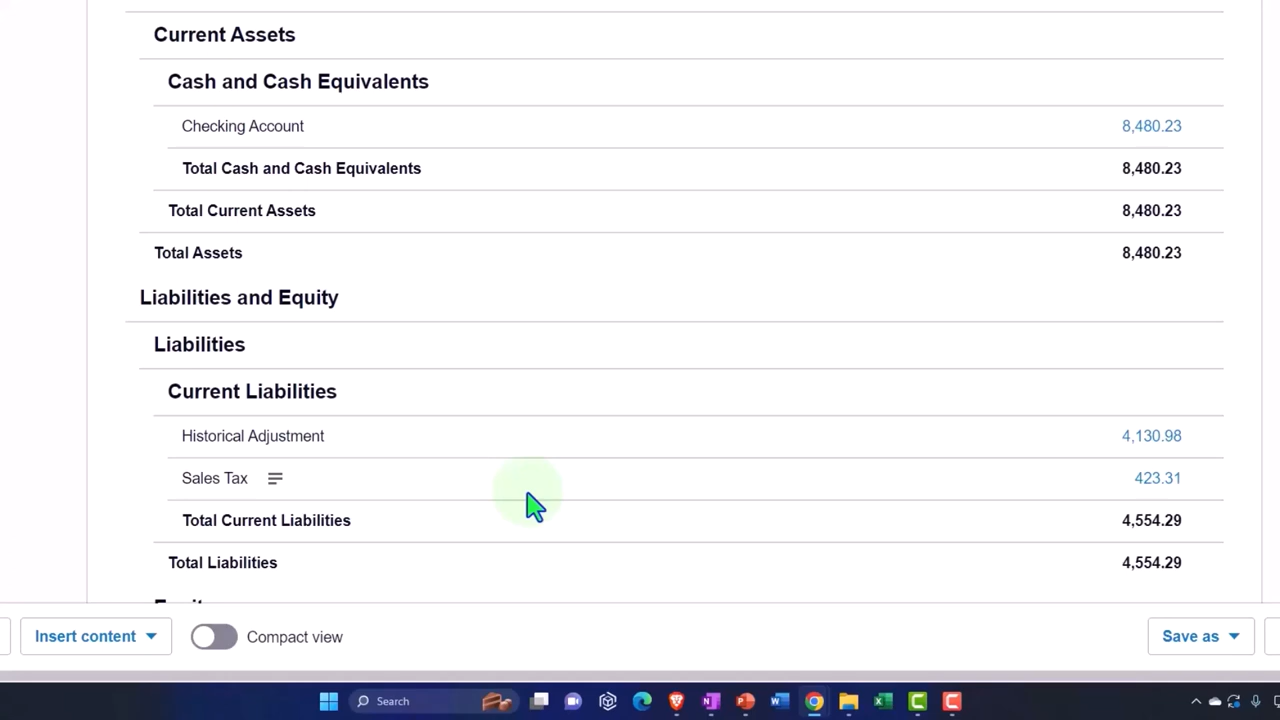 Current Assets
Cash and Cash Equivalents
Checking Account 8,480.23
Total Cash and Cash Equivalents 8,480.23
Total Current Assets 8,480.23
Total Assets 8,480.23
Liabilities and Equity
Liabilities
Current Liabilities
Historical Adjustment 4,130.98
Sales Tax 423.31
Total Current Liabilities 4,554.29
Total Liabilities 4,554.29
Equity
Insert content Compact view Save as
Search